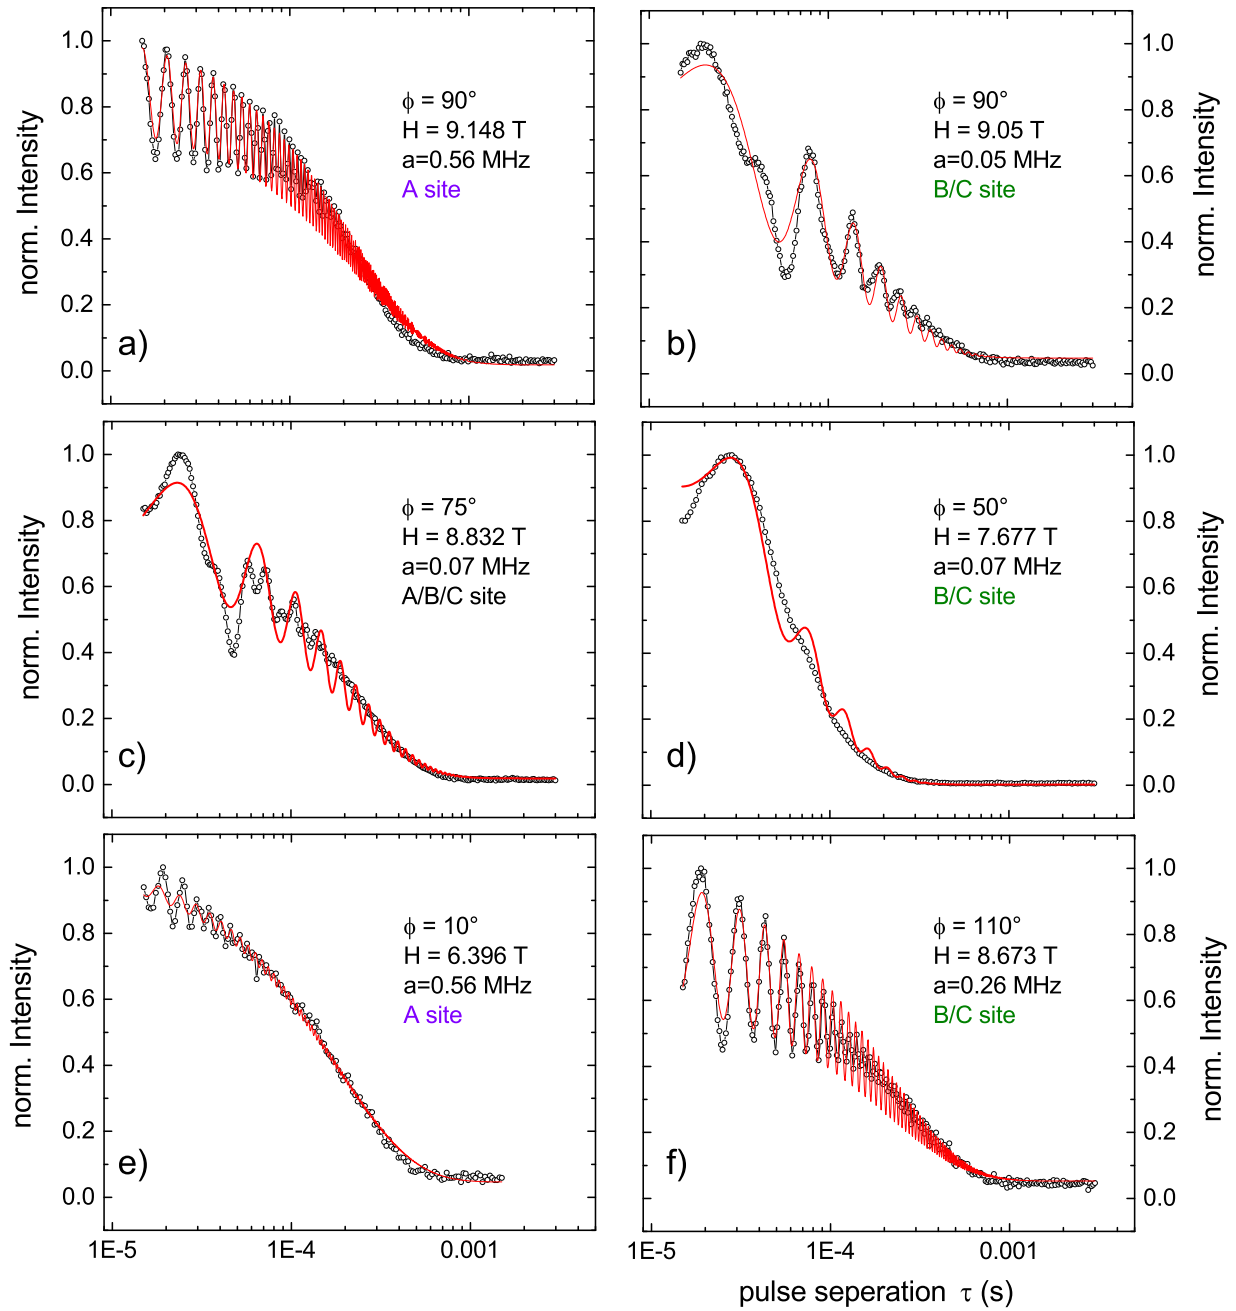 1.0
0.8
0.6
0.4
0.2
0.0
norm. Intensity
ϕ = 90°
H = 9.148 T
a=0.56 MHz
A site
a)
ϕ = 90°
H = 9.05 T
a=0.05 MHz
B/C site
b)
1.0
0.8
0.6
0.4
0.2
0.0
norm. Intensity
1.0
0.8
0.6
0.4
0.2
0.0
norm. Intensity
ϕ = 75°
H = 8.832 T
a=0.07 MHz
A/B/C site
c)
ϕ = 50°
H = 7.677 T
a=0.07 MHz
B/C site
d)
1.0
0.8
0.6
0.4
0.2
0.0
norm. Intensity
1.0
0.8
0.6
0.4
0.2
0.0
norm. Intensity
ϕ = 10°
H = 6.396 T
a=0.56 MHz
A site
e)
1E-5 1E-4 0.001
ϕ = 110°
H = 8.673 T
a=0.26 MHz
B/C site
f)
1.0
0.8
0.6
0.4
0.2
0.0
norm. Intensity
1E-5 1E-4 0.001
pulse seperation τ (s)